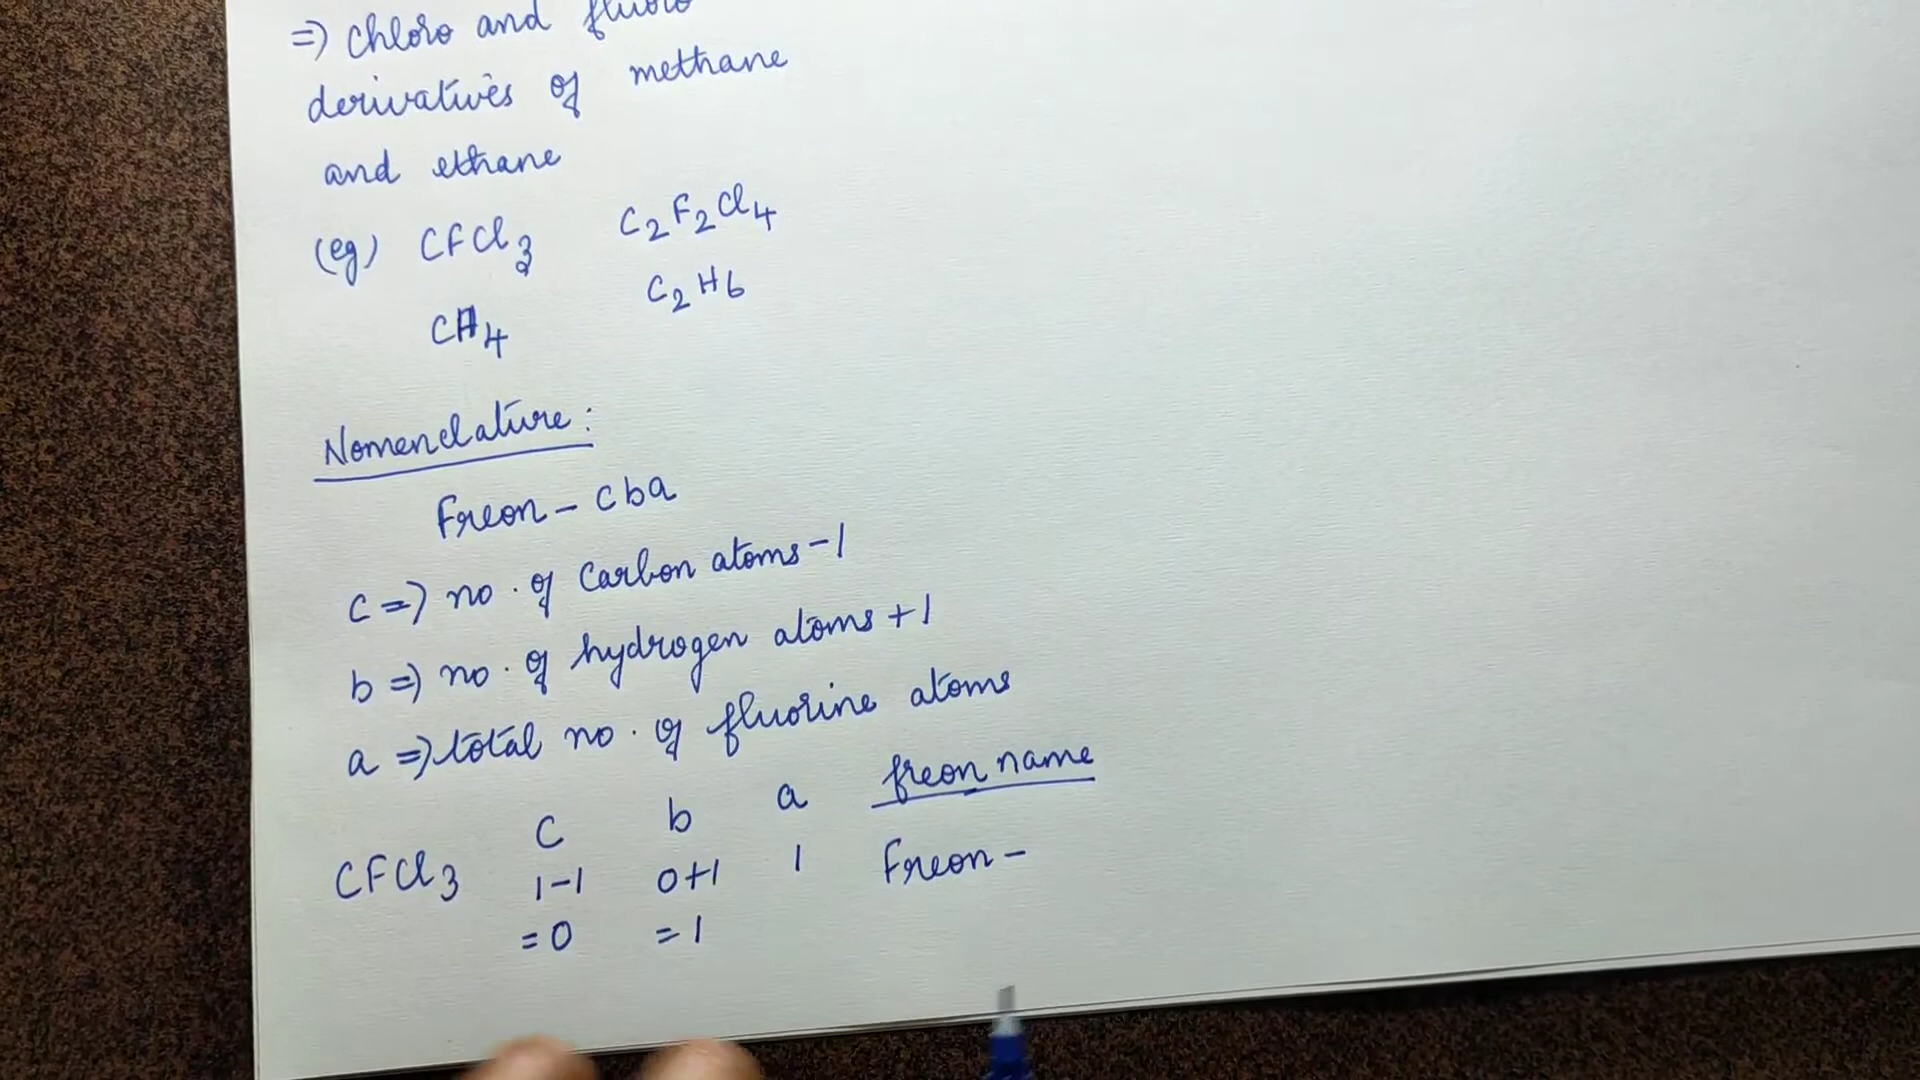 =) chloro and fluoro
derivatives of methane
and ethane
(eg) CFCl3 C2F2Cl4
CH4 C2H6
Nomenclature:
Freon - cba
c =) no. of Carbon atoms - 1
b =) no. of hydrogen atoms + 1
a =) total no. of fluorine atoms
C b a freon name
CFCl3 1-1 0+1 1 Freon -
=0 =1